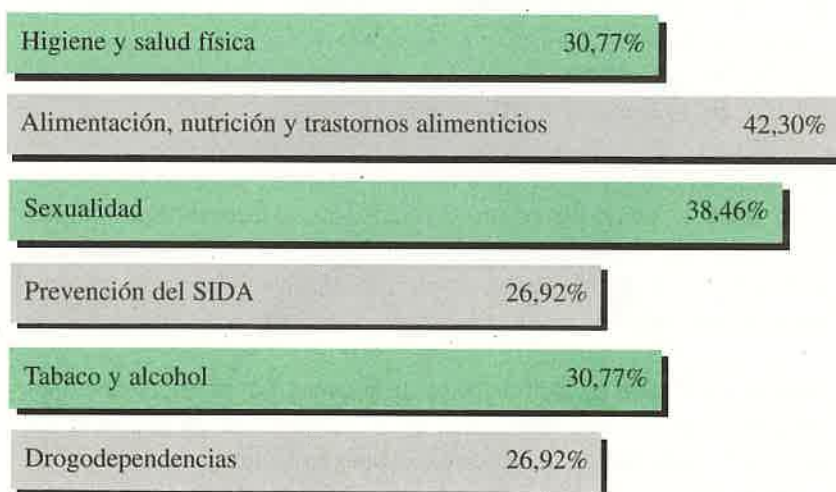 Higiene y salud física 30,77%
Alimentación, nutrición y trastornos alimenticios 42,30%
Sexualidad 38,46%
Prevención del SIDA 26,92%
Tabaco y alcohol 30,77%
Drogodependencias 26,92%